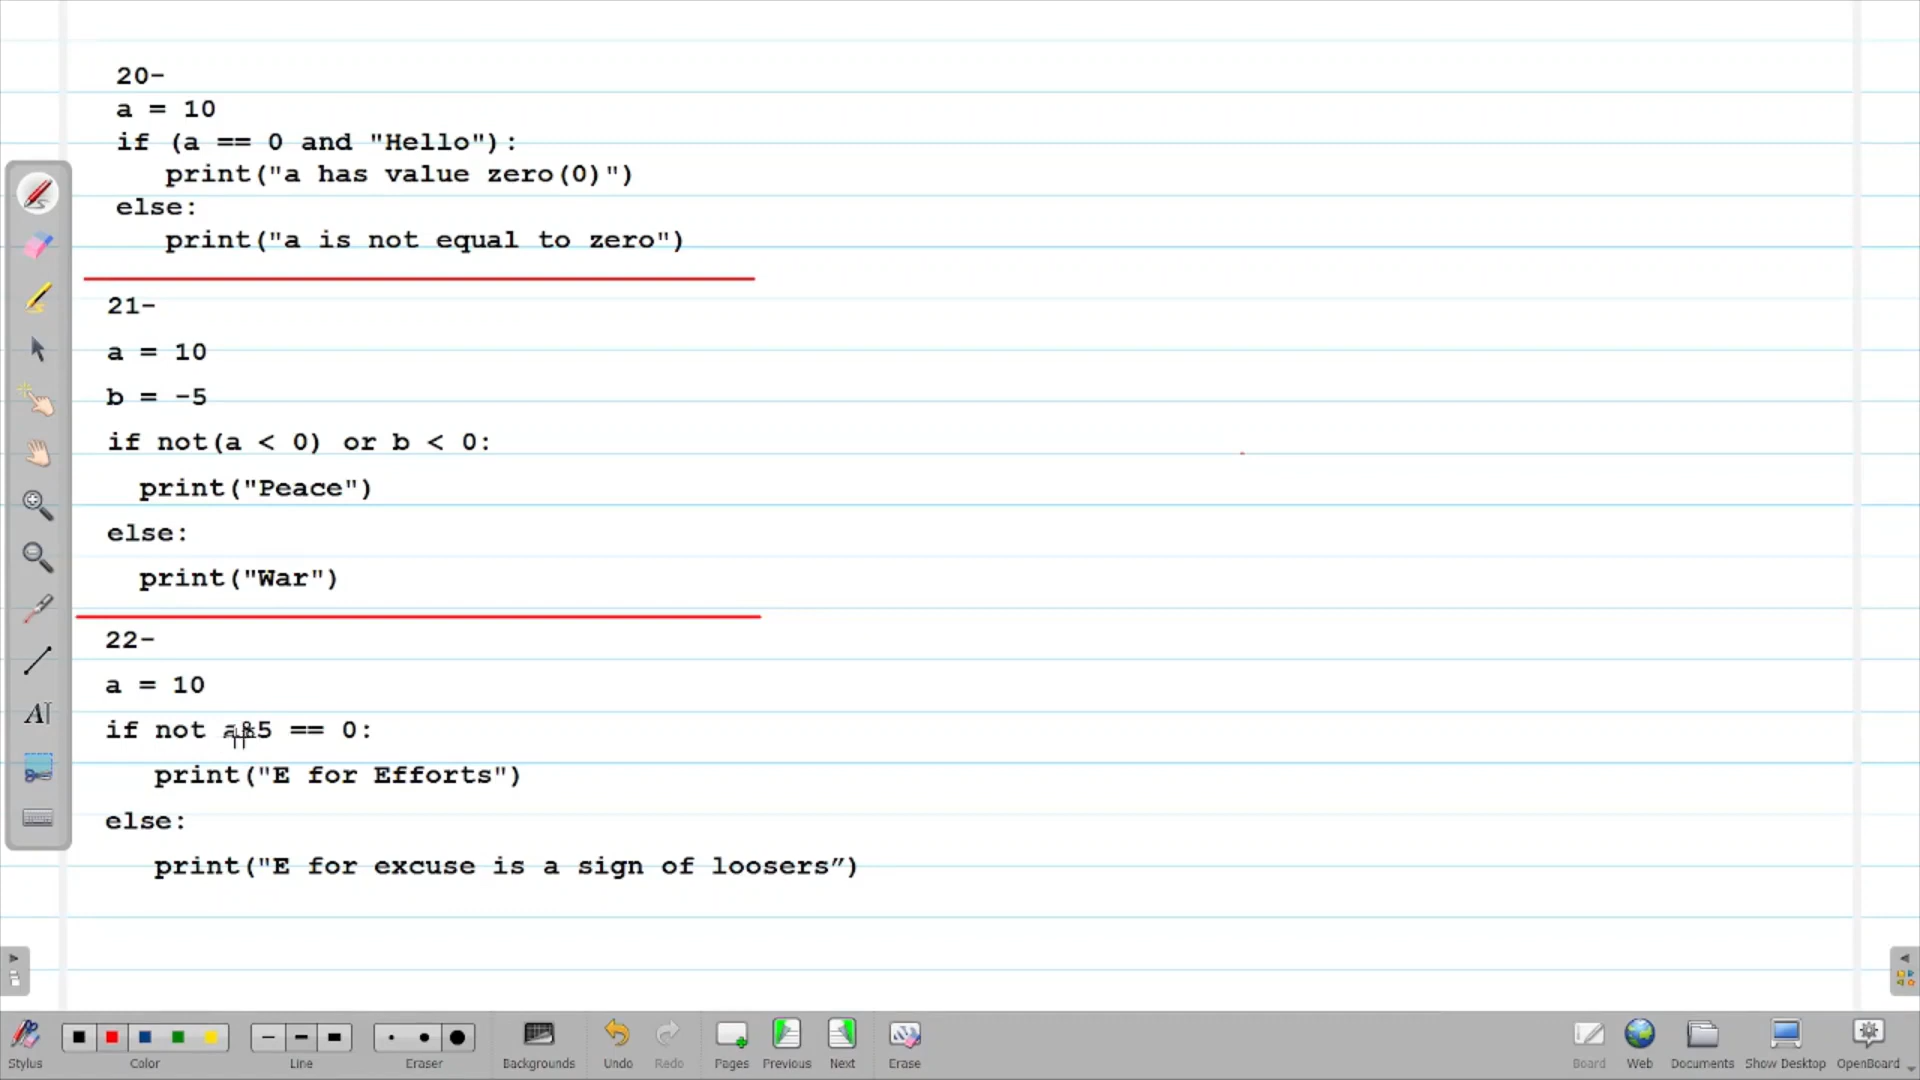 20-
a = 10
if (a == 0 and "Hello"):
print("a has value zero(0)")
else:
print("a is not equal to zero")
21-
a = 10
b = -5
if not(a < 0) or b < 0:
print("Peace")
else:
print("War")
22-
a = 10
if not 5 == 0:
print("E for Efforts")
else:
print("E for excuse is a sign of loosers”)
Stylus
Color
Line
Eraser
Backgrounds
Undo
Redo
Pages
Previous
Next
Erase
Board
Web
Documents
Show Desktop
OpenBoard